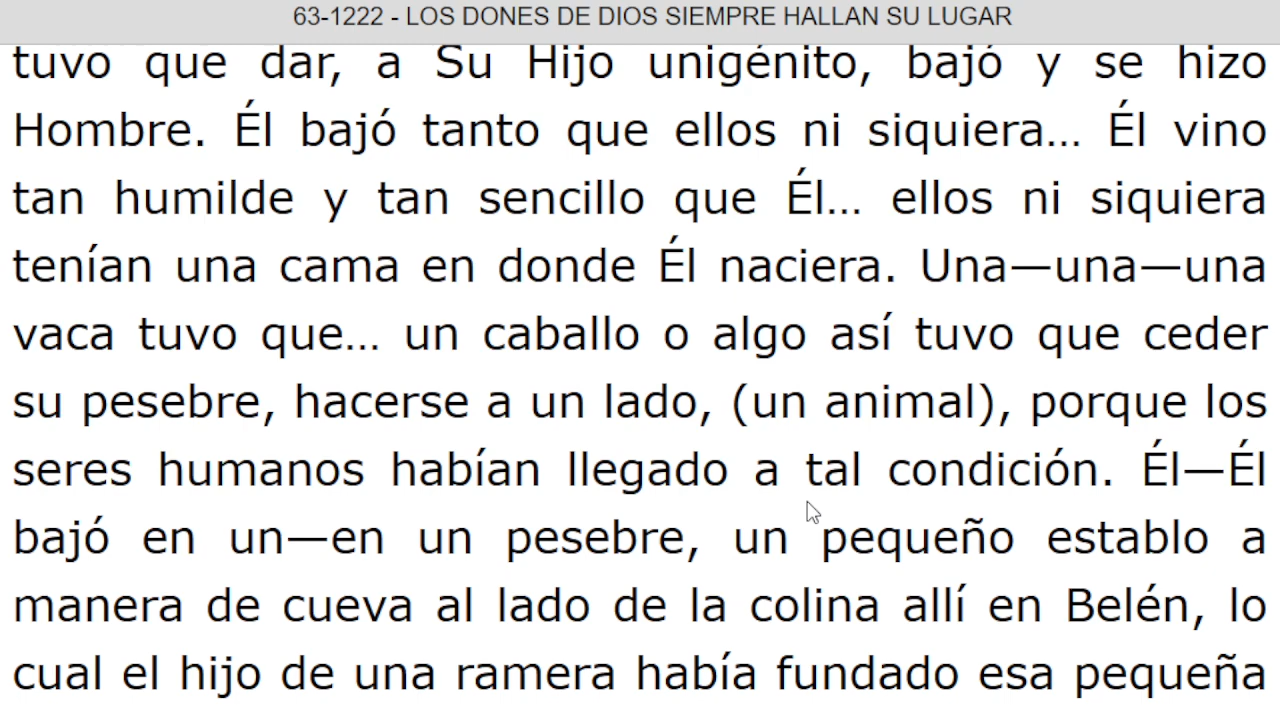 63-1222 - LOS DONES DE DIOS SIEMPRE HALLAN SU LUGAR
tuvo que dar, a Su Hijo unigénito, bajó y se hizo
Hombre. Él bajó tanto que ellos ni siquiera... Él vino
tan humilde y tan sencillo que Él... ellos ni siquiera
tenían una cama en donde Él naciera. Una—una—una
vaca tuvo que... un caballo o algo así tuvo que ceder
su pesebre, hacerse a un lado, (un animal), porque los
seres humanos habían llegado a tal condición. Él—Él
bajó en un—en un pesebre, un pequeño establo a
manera de cueva al lado de la colina allí en Belén, lo
cual el hijo de una ramera había fundado esa pequeña